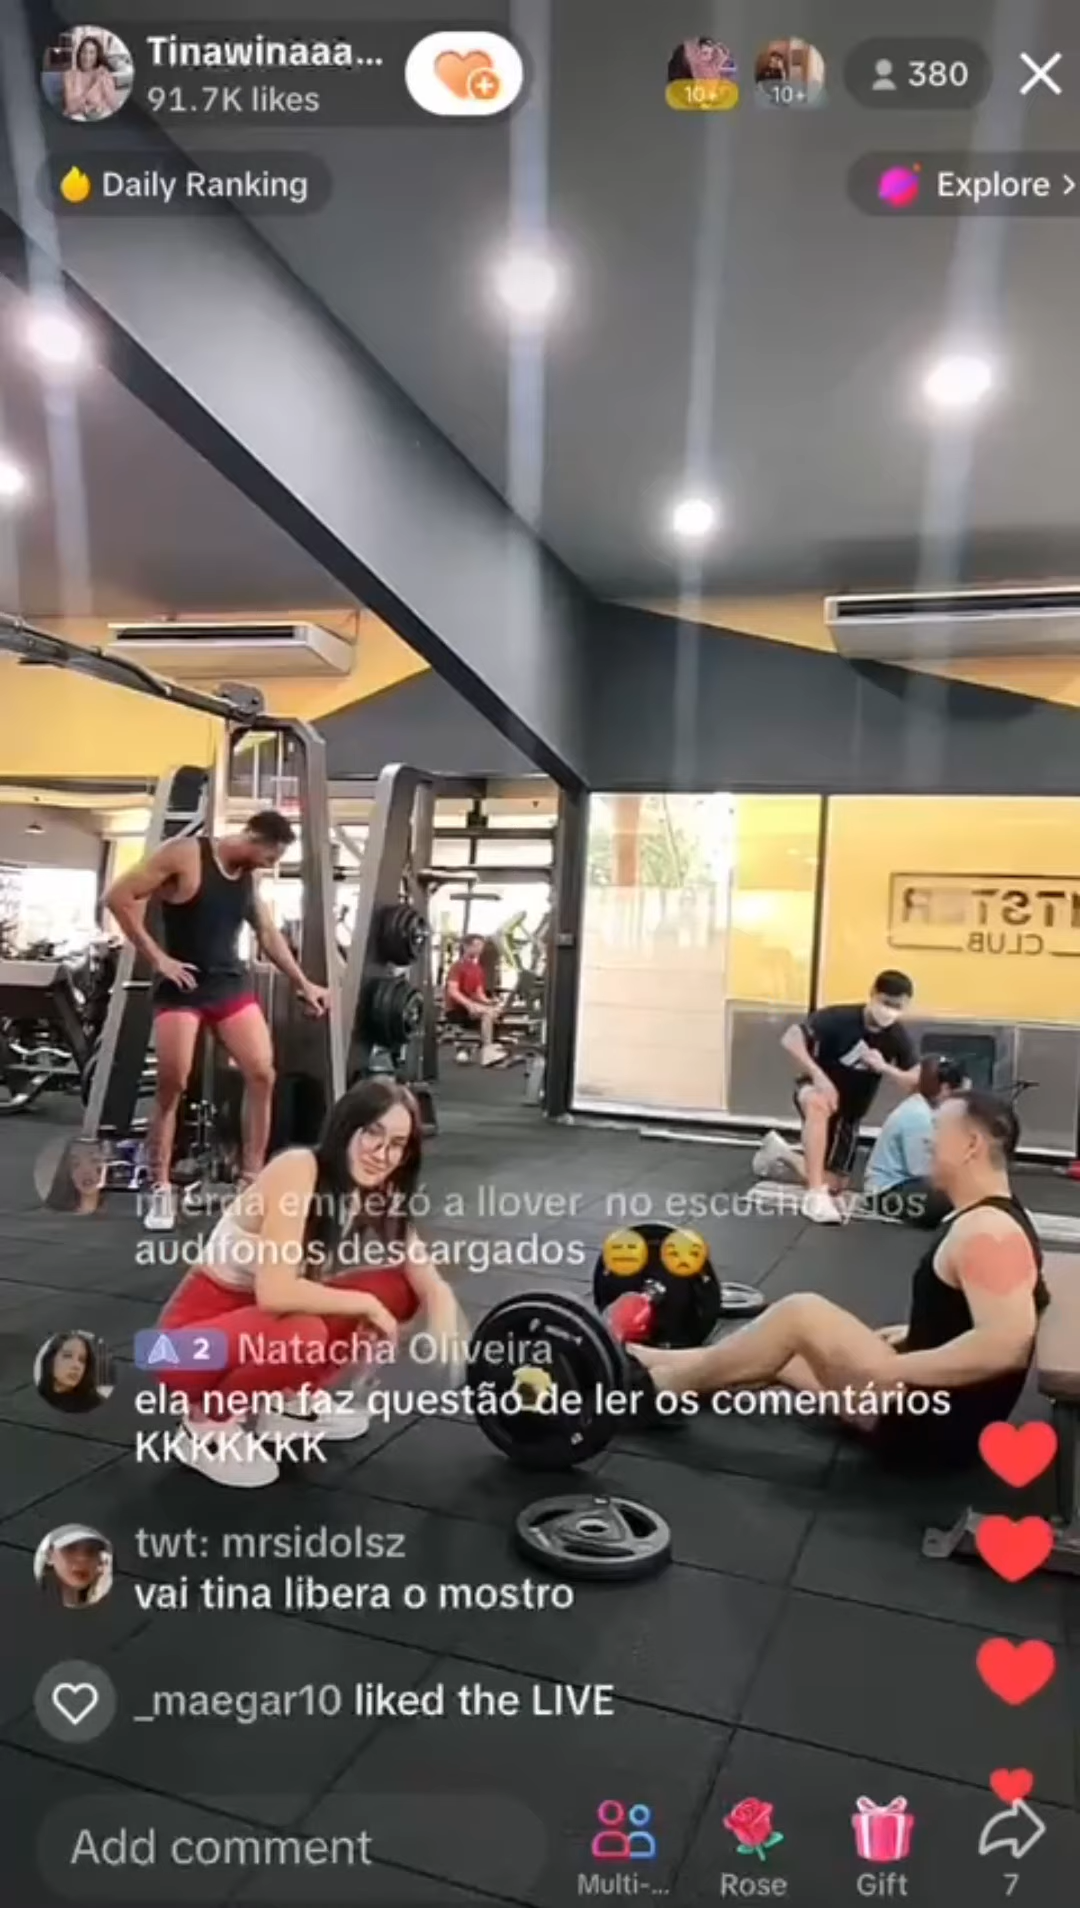 Tinawinaaa...
91.7K likes
10+
10+
380
Daily Ranking
Explore >
CLUB
mierda empezó a llover no escucho y los
audífonos descargados 😑😒
2 Natacha Oliveira
ela nem faz questão de ler os comentários
KKKKKKK
twt: mrsidolsz
vai tina libera o mostro
_maegar10 liked the LIVE
Add comment
Multi-...
Rose
Gift
7